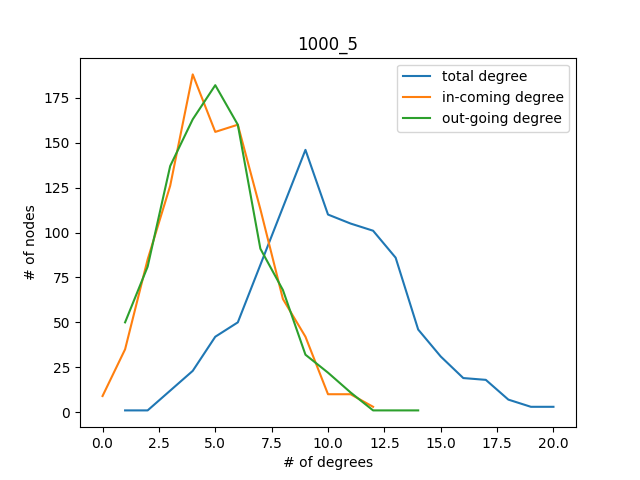 1000_5
total degree
in-coming degree
out-going degree
175
150
125
100
75
50
25
0
# of nodes
0.0 2.5 5.0 7.5 10.0 12.5 15.0 17.5 20.0
# of degrees